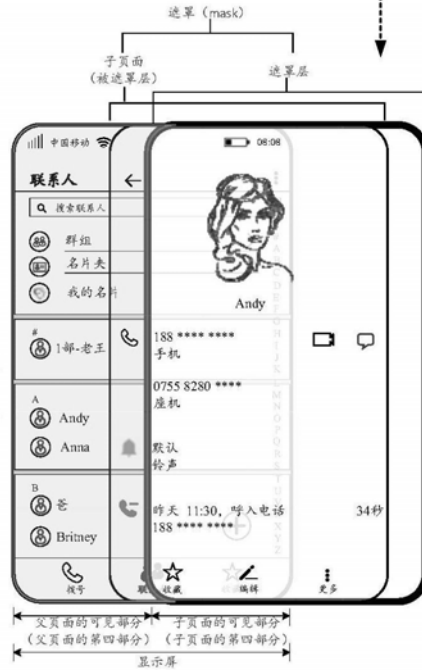 遮罩（mask）
子页面
（被遮罩层）
遮罩层
中国移动
08:08
联系人
搜索联系人
群组
名片夹
我的名片
Andy
#
1部-老王
188 **** ****
手机
0755 8280 ****
座机
A
Andy
Anna
默认
铃声
B
爸
Britney
昨天 11:30，呼入电话
34秒
188 **** ****
拨号
收藏
编辑
更多
父页面的可见部分
（父页面的第四部分）
子页面的可见部分
（子页面的第四部分）
显示屏